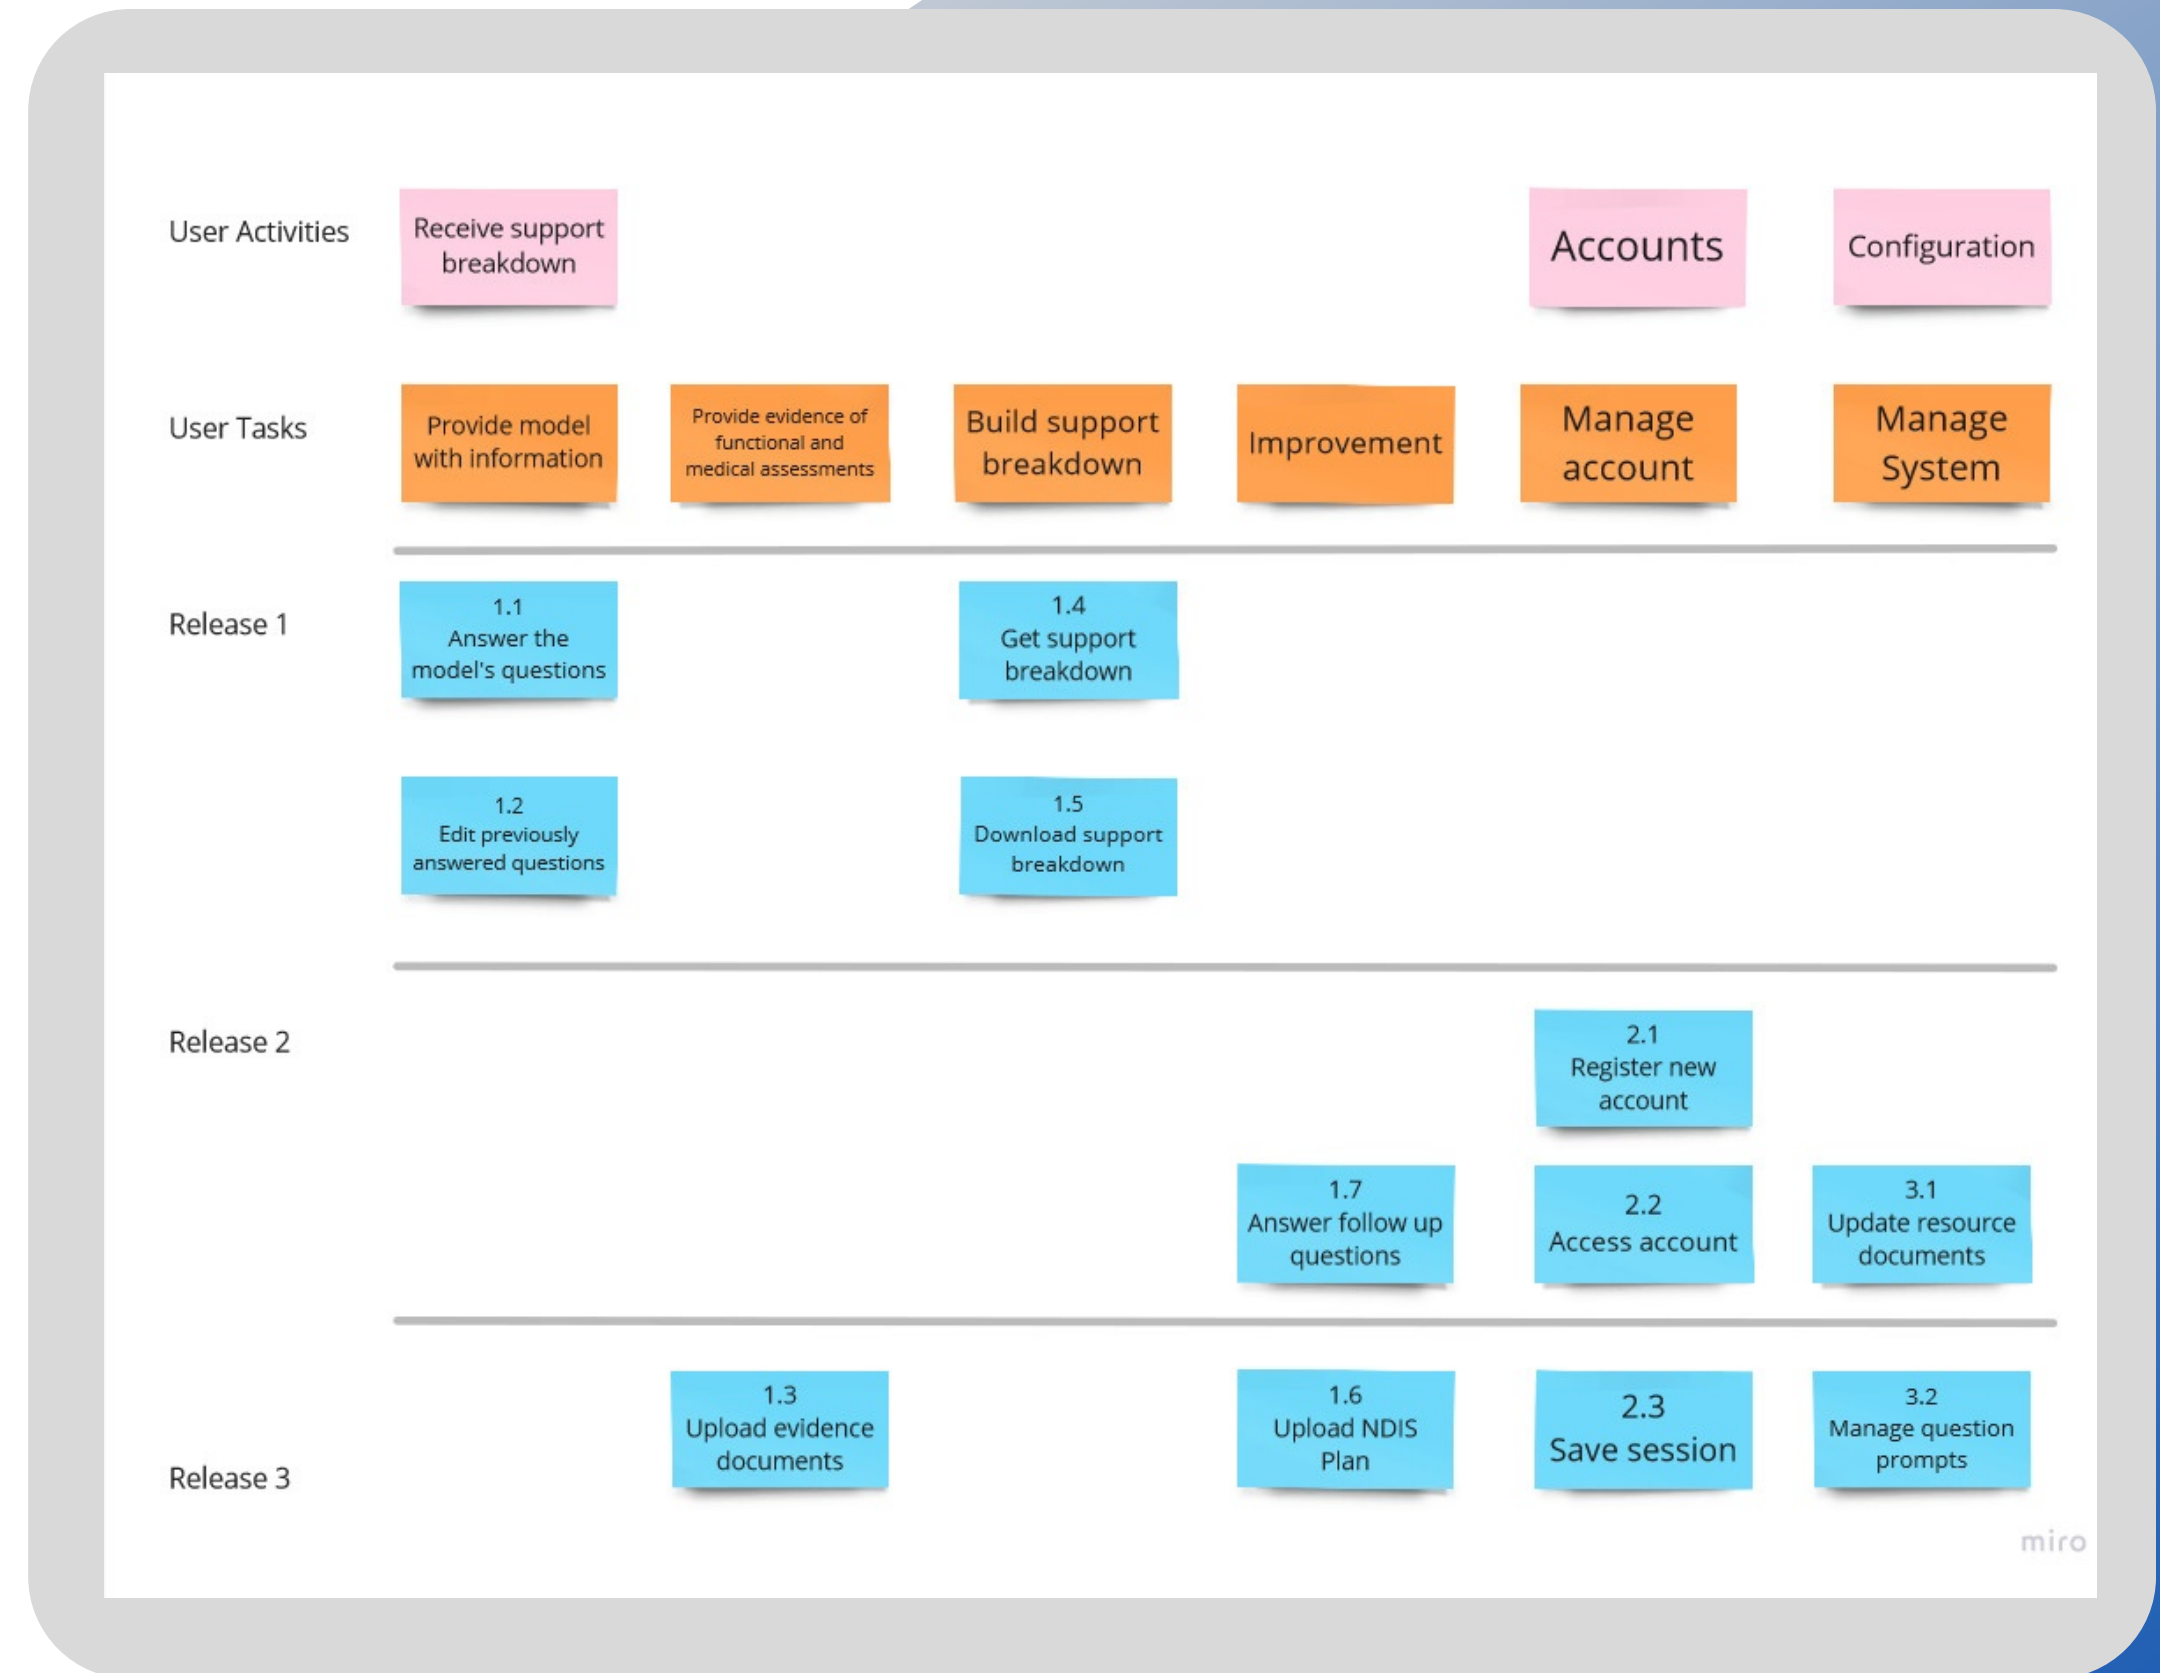 User Activities
Receive support
breakdown
Accounts
Configuration
User Tasks
Provide model
with information
Provide evidence of
functional and
medical assessments
Build support
breakdown
Improvement
Manage
account
Manage
System
Release 1
1.1
Answer the
model's questions
1.4
Get support
breakdown
1.2
Edit previously
answered questions
1.5
Download support
breakdown
Release 2
2.1
Register new
account
1.7
Answer follow up
questions
2.2
Access account
3.1
Update resource
documents
Release 3
1.3
Upload evidence
documents
1.6
Upload NDIS
Plan
2.3
Save session
3.2
Manage question
prompts
miro